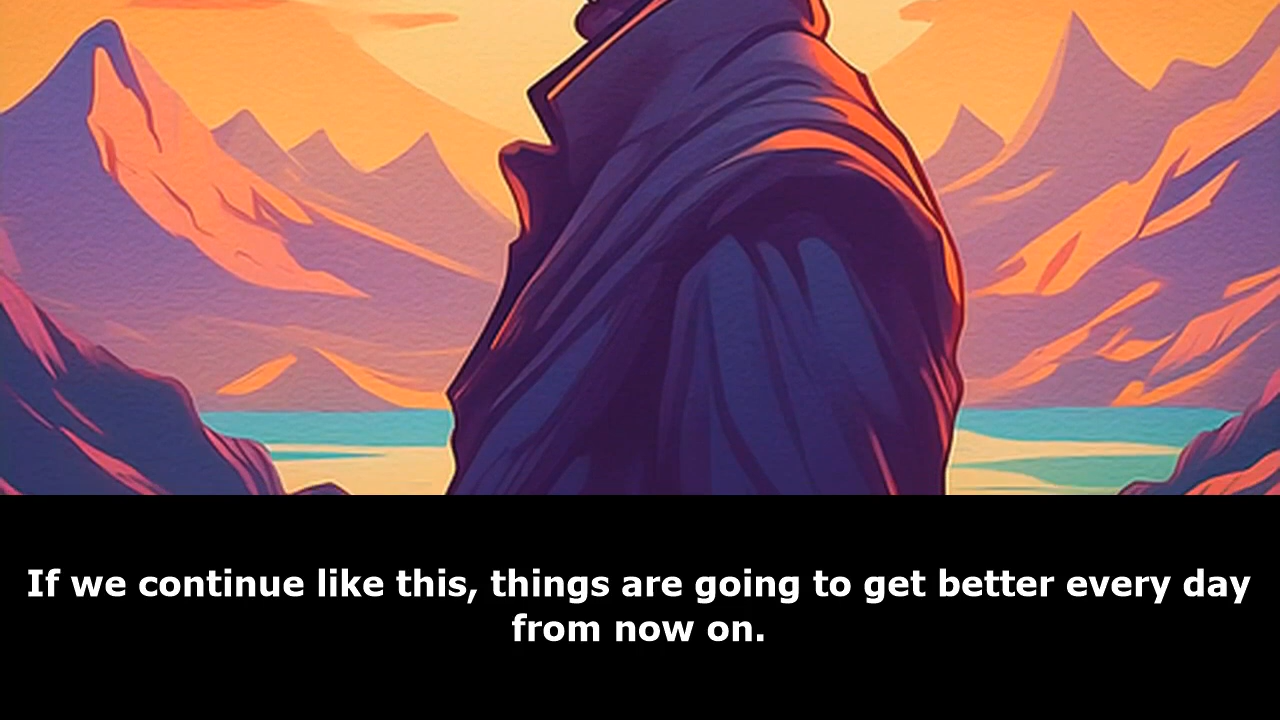 If we continue like this, things are going to get better every day
from now on.